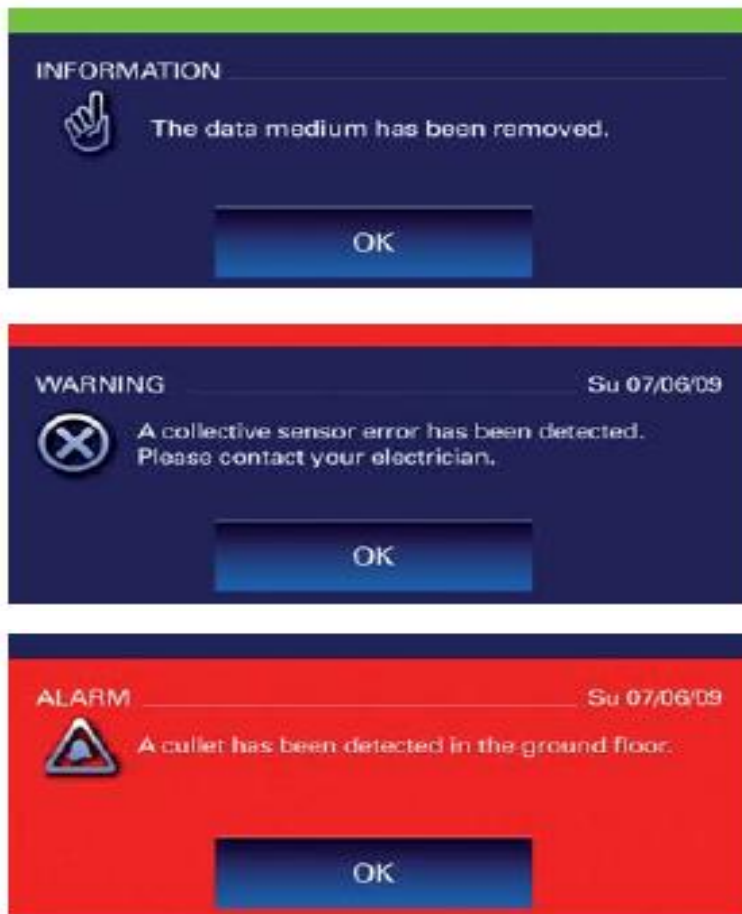 INFORMATION
The data medium has been removed.
OK
WARNING Su 07/06/09
A collective sensor error has been detected.
Please contact your electrician.
OK
ALARM Su 07/06/09
A cullet has been detected in the ground floor.
OK